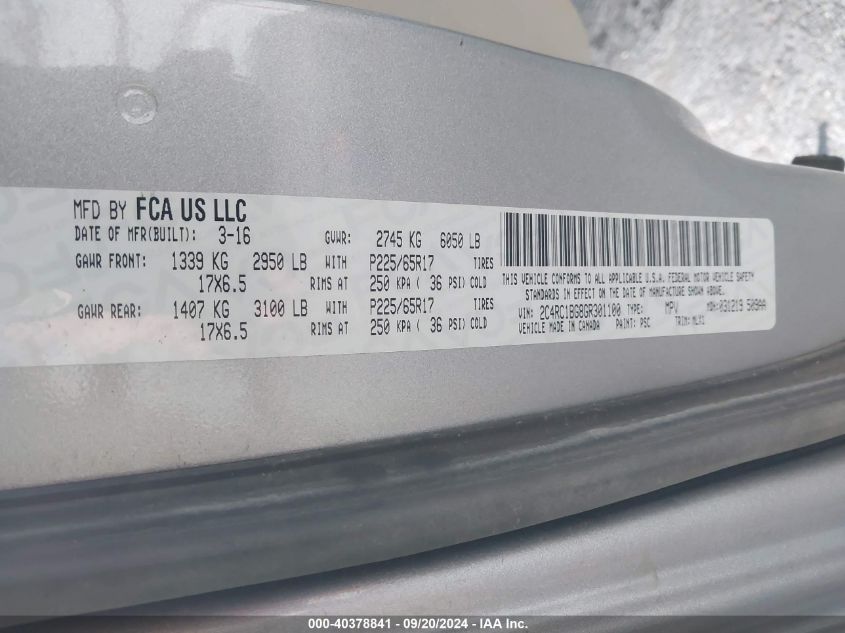 MFD BY FCA US LLC
DATE OF MFR(BUILT): 3-16 GVWR: 2745 KG 6050 LB
GAWR FRONT: 1339 KG 2950 LB WITH P225/65R17 TIRES
17X6.5 RIMS AT 250 KPA ( 36 PSI) COLD
GAWR REAR: 1407 KG 3100 LB WITH P225/65R17 TIRES
17X6.5 RIMS AT 250 KPA ( 36 PSI) COLD
THIS VEHICLE CONFORMS TO ALL APPLICABLE U.S.A. FEDERAL MOTOR VEHICLE SAFETY
STANDARDS IN EFFECT ON THE DATE OF MANUFACTURE SHOWN ABOVE.
VIN: 2C4RC1BG8GR301100 TYPE: MPV MDH: 031213 509AA
VEHICLE MADE IN CANADA PAINT: PSC TRIM:
000-40378841 - 09/20/2024 - IAA Inc.